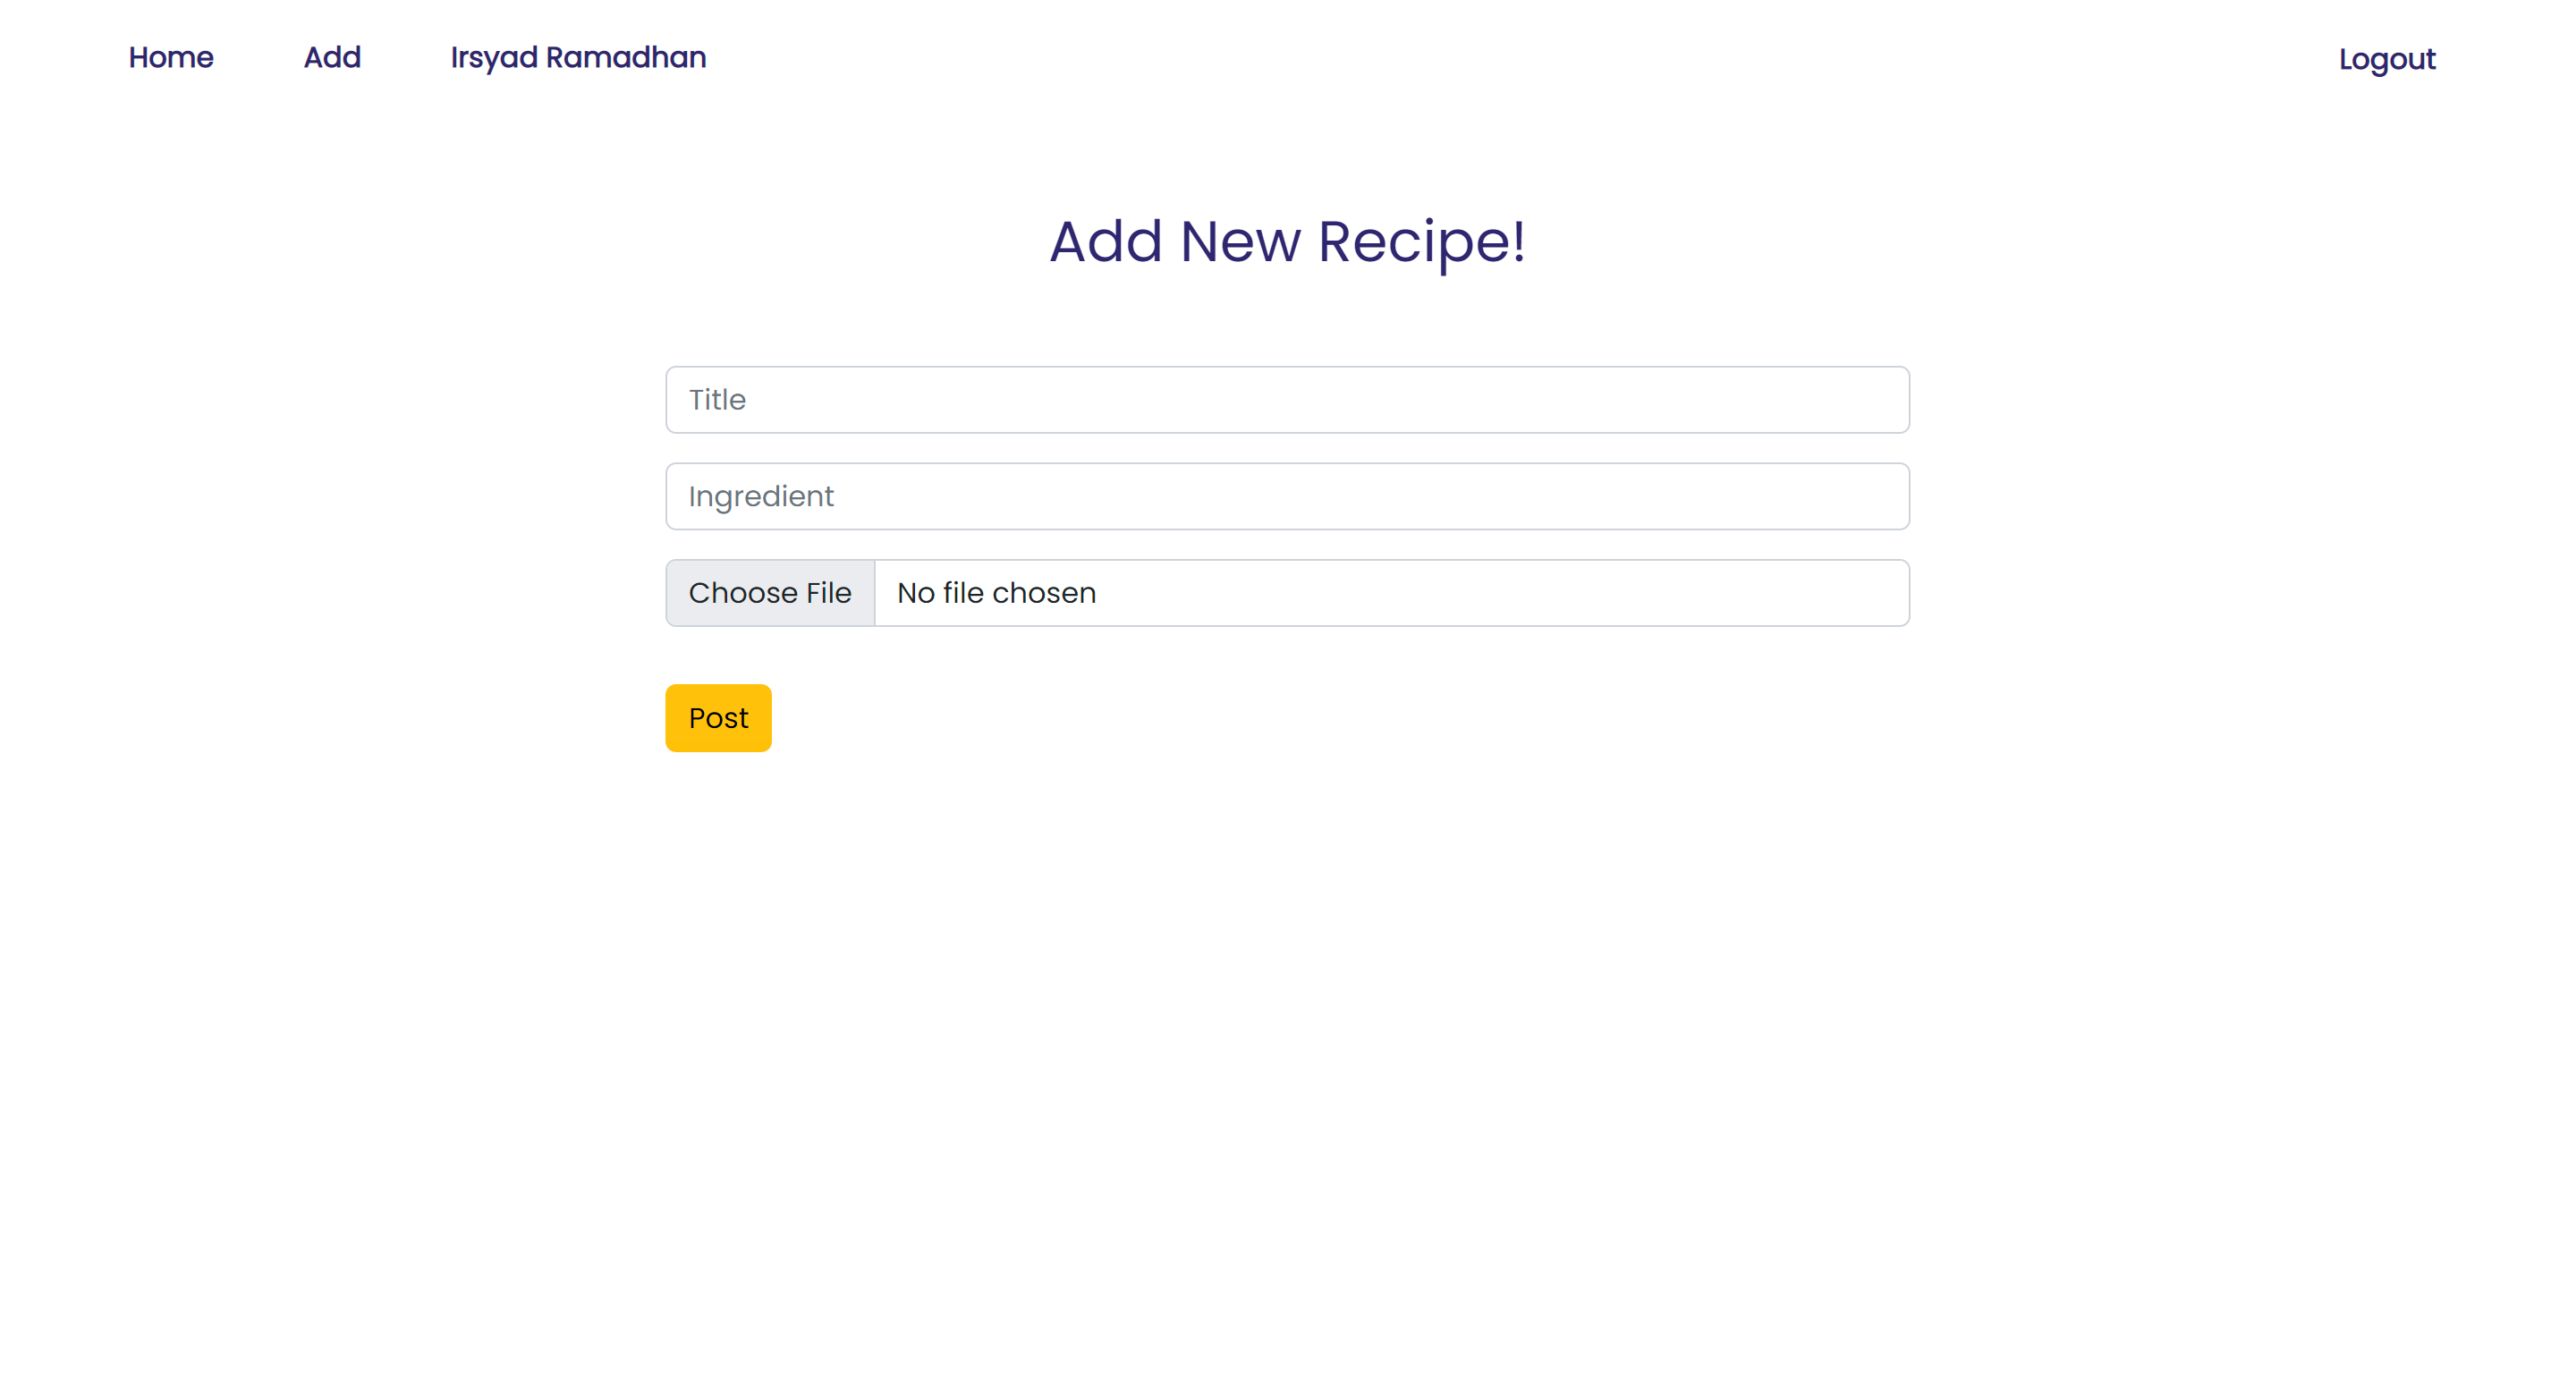 Home Add Irsyad Ramadhan Logout
Add New Recipe!
Title
Ingredient
Choose File No file chosen
Post